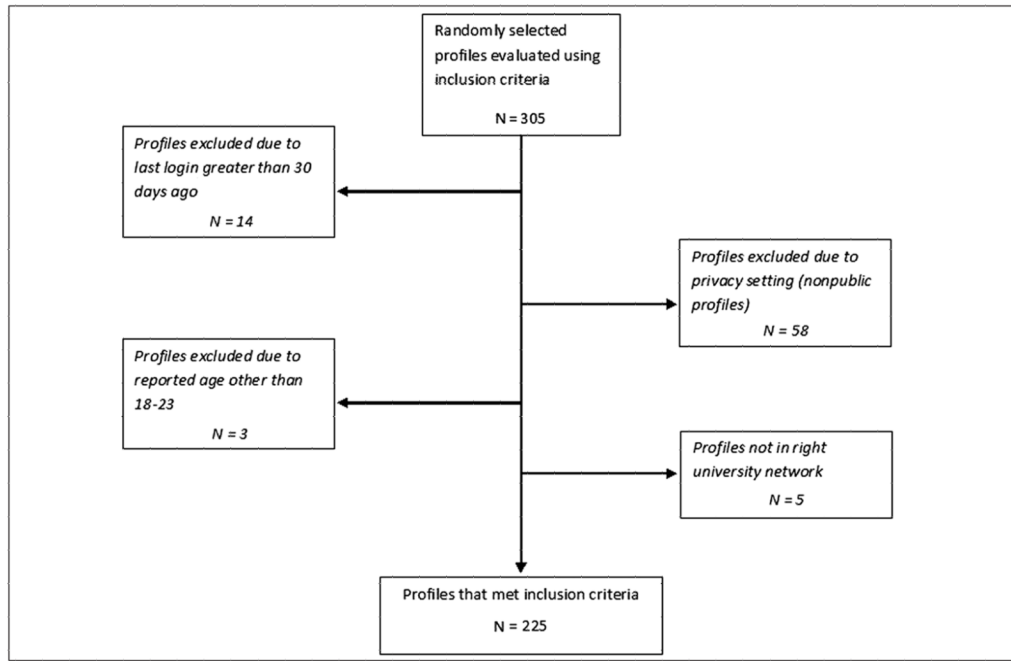 Randomly selected
profiles evaluated using
inclusion criteria
N = 305
Profiles excluded due to
last login greater than 30
days ago
N = 14
Profiles excluded due to
privacy setting (nonpublic
profiles)
N = 58
Profiles excluded due to
reported age other than
18-23
N = 3
Profiles not in right
university network
N = 5
Profiles that met inclusion criteria
N = 225